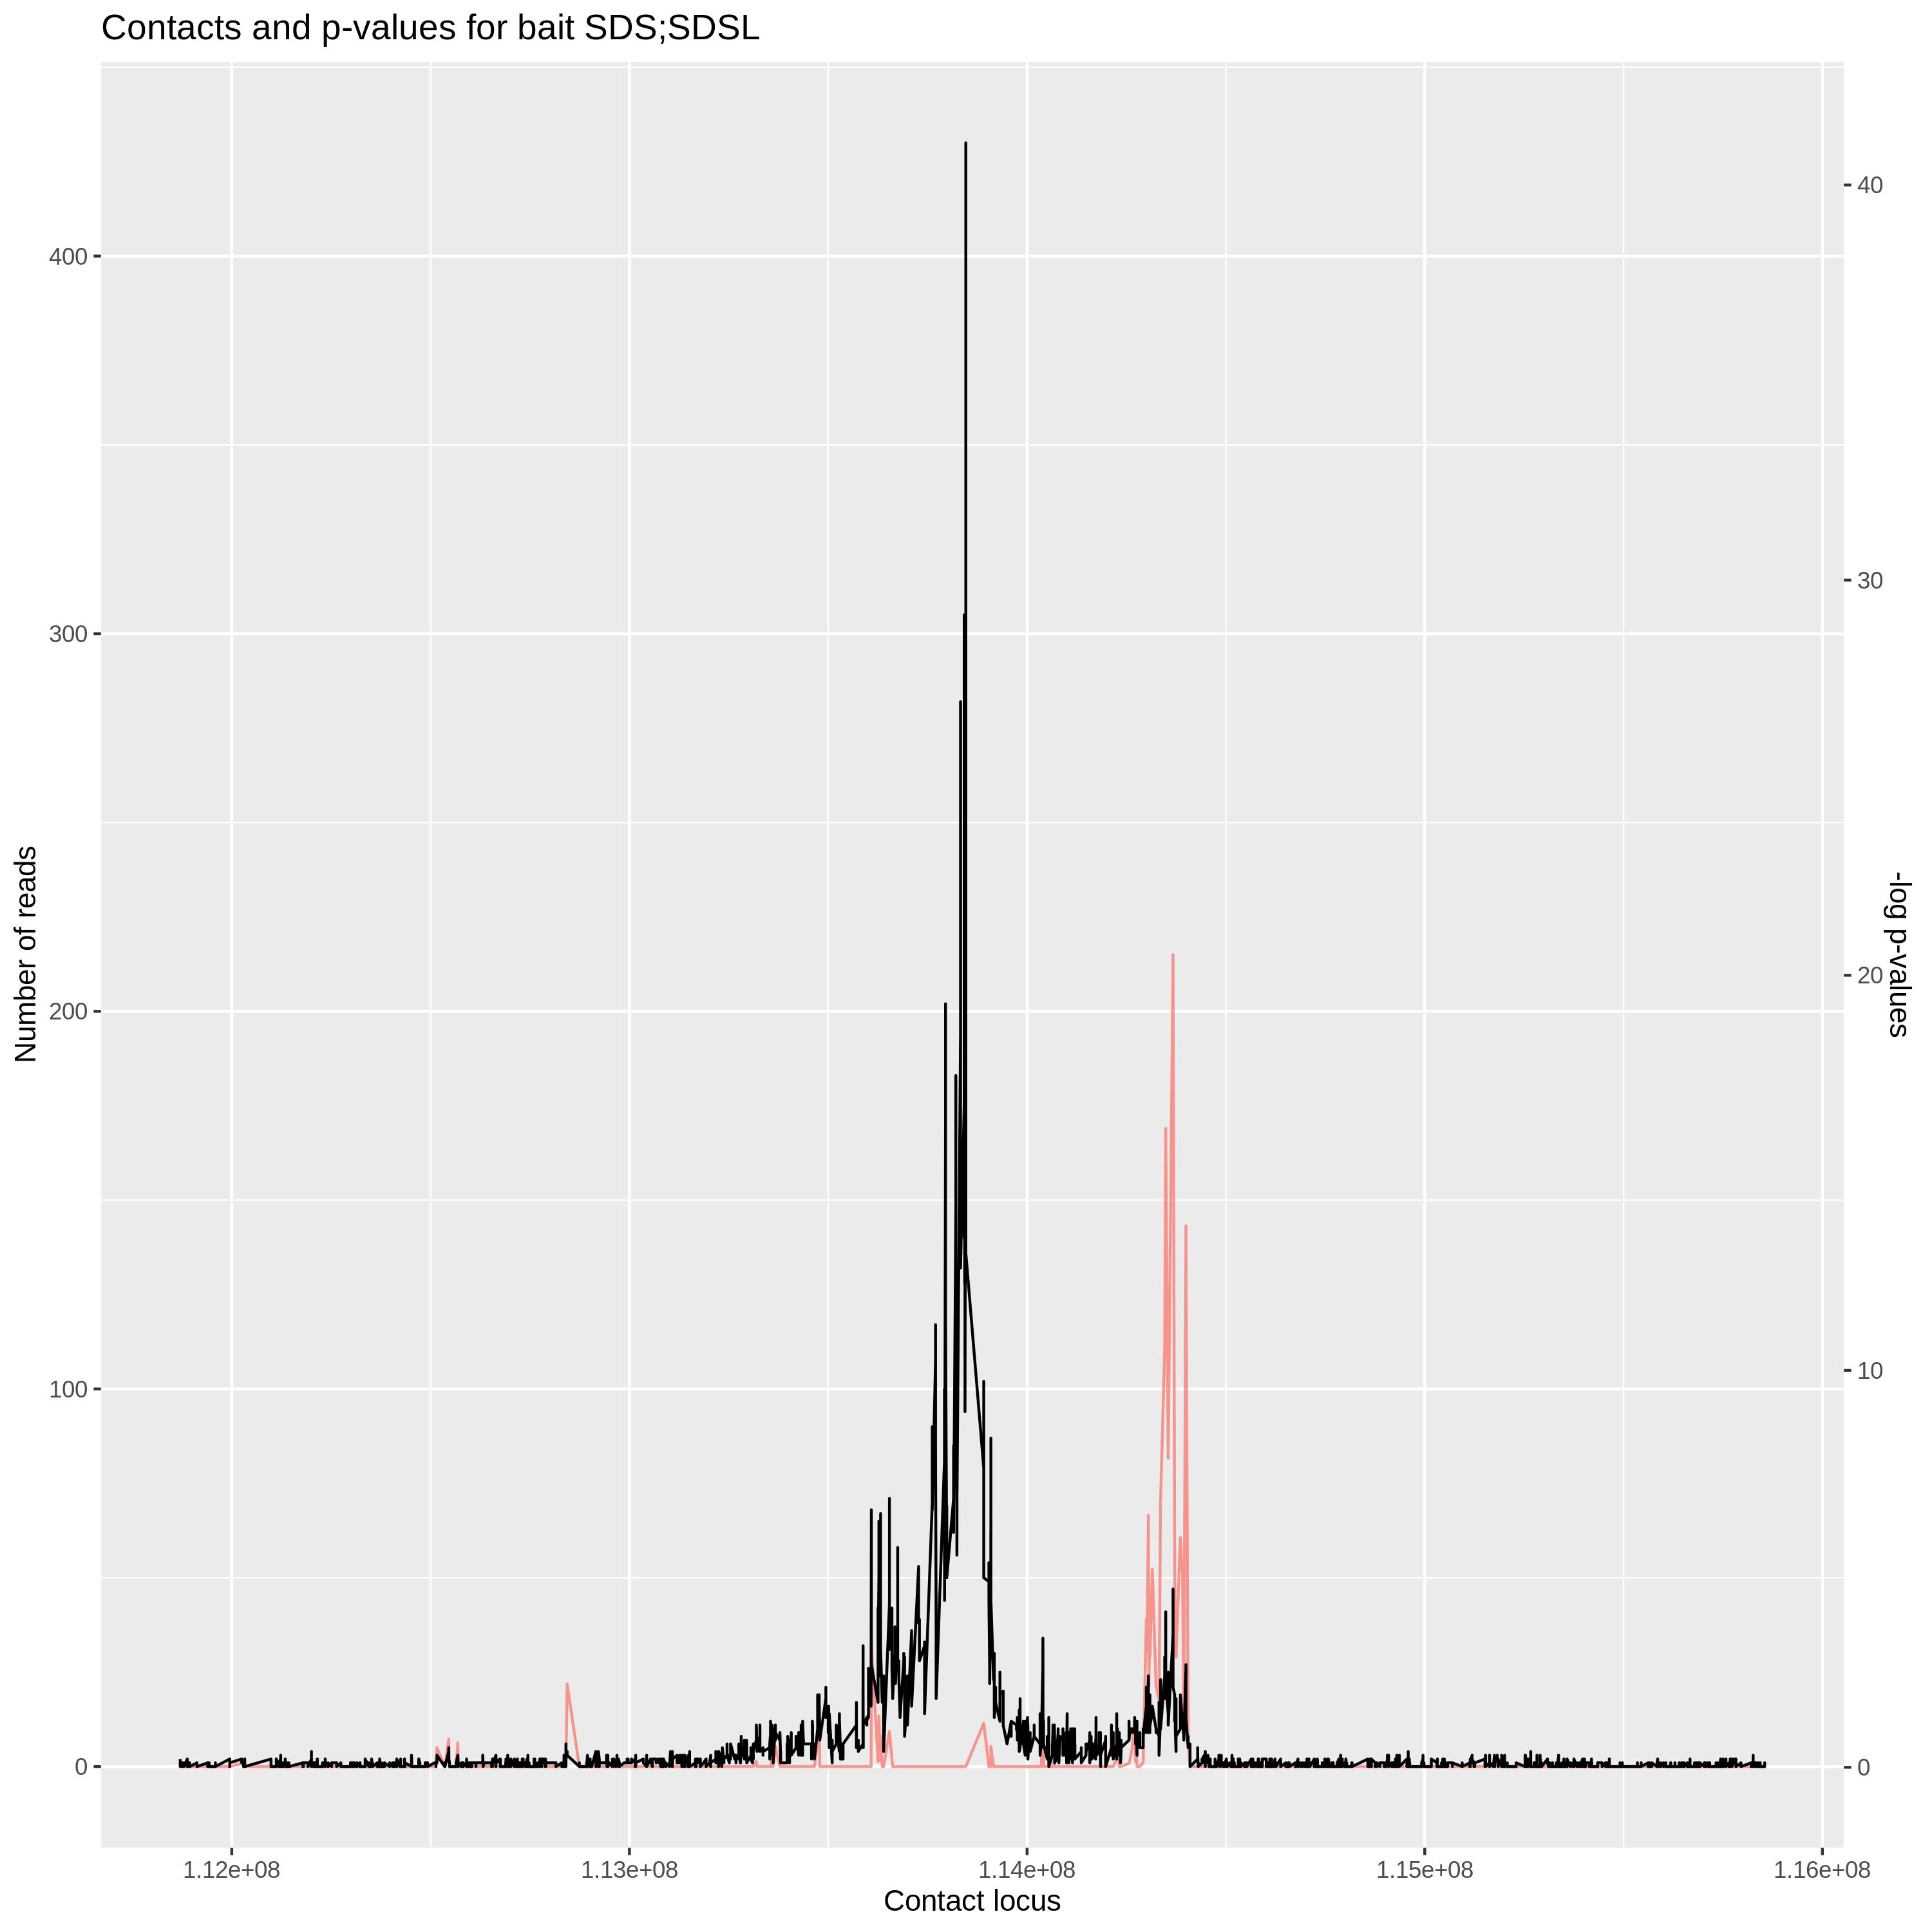 Contacts and p-values for bait SDS;SDSL
400
300
200
100
0
Number of reads
40
30
20
10
0
-log p-values
1.12e+08
1.13e+08
1.14e+08
1.15e+08
1.16e+08
Contact locus